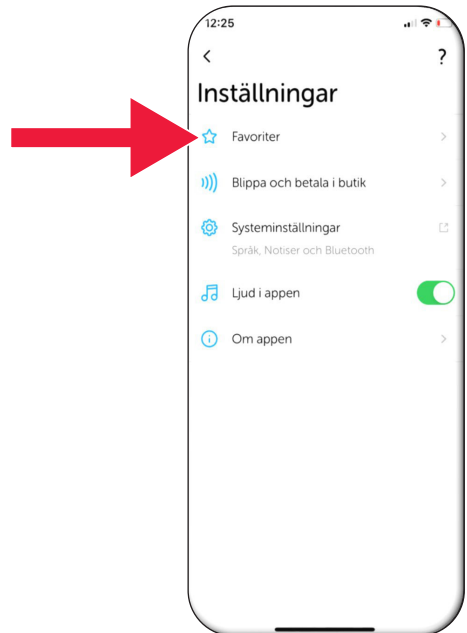 12:25
?
Inställningar
Favoriter
Blippa och betala i butik
Systeminställningar
Språk, Notiser och Bluetooth
Ljud i appen
Om appen